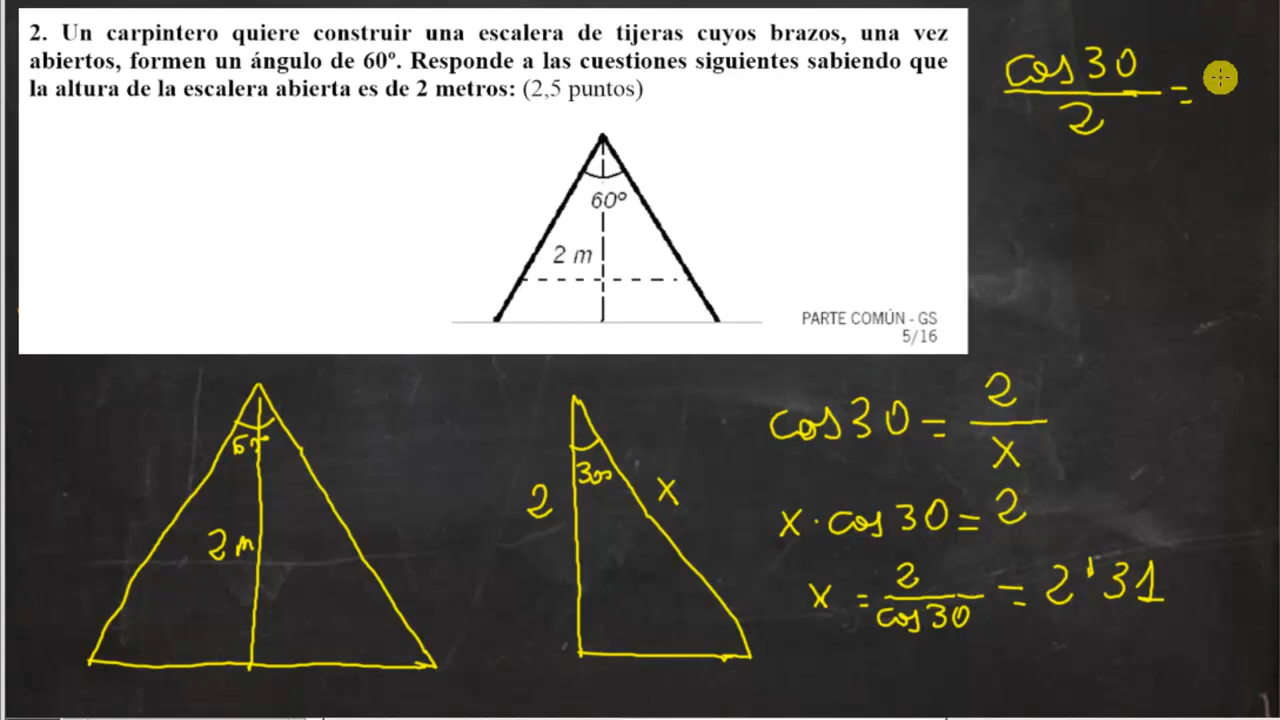 2. Un carpintero quiere construir una escalera de tijeras cuyos brazos, una vez
abiertos, formen un ángulo de 60º. Responde a las cuestiones siguientes sabiendo que
la altura de la escalera abierta es de 2 metros: (2,5 puntos)
60º
2 m
PARTE COMÚN - GS
5/16
cos 30
2
=
2 m
30º
2
x
cos 30 = 2
x
x · cos 30 = 2
x = 2
cos 30
= 2'31